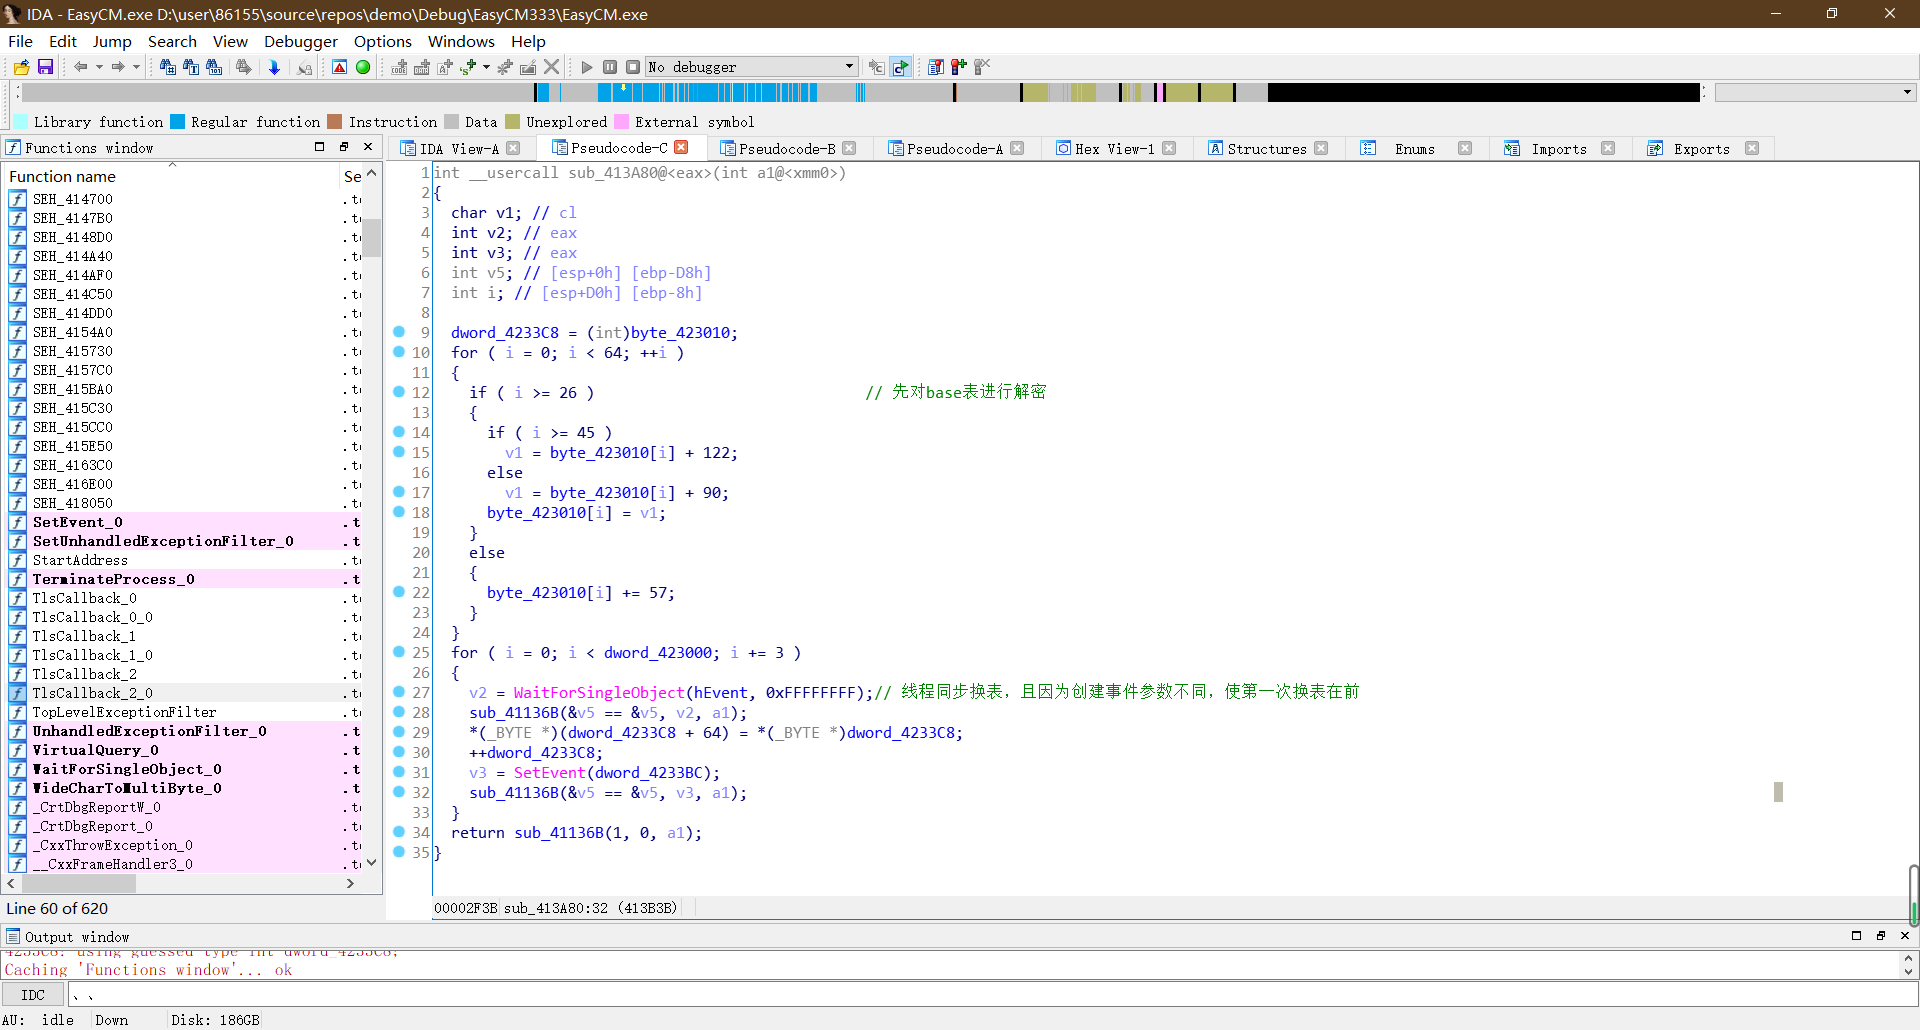 IDA - EasyCM.exe D:\user\86155\source\repos\demo\Debug\EasyCM333\EasyCM.exe
File Edit Jump Search View Debugger Options Windows Help
No debugger
Library function Regular function Instruction Data Unexplored External symbol
Functions window
IDA View-A Pseudocode-C Pseudocode-B Pseudocode-A Hex View-1 Structures Enums Imports Exports
Function name Se
SEH_414700 .t
SEH_4147B0 .t
SEH_4148D0 .t
SEH_414A40 .t
SEH_414AF0 .t
SEH_414C50 .t
SEH_414DD0 .t
SEH_4154A0 .t
SEH_415730 .t
SEH_4157C0 .t
SEH_415BA0 .t
SEH_415C30 .t
SEH_415CC0 .t
SEH_415E50 .t
SEH_4163C0 .t
SEH_416E00 .t
SEH_418050 .t
SetEvent_0 .t
SetUnhandledExceptionFilter_0 .t
StartAddress .t
TerminateProcess_0 .t
TlsCallback_0 .t
TlsCallback_0_0 .t
TlsCallback_1 .t
TlsCallback_1_0 .t
TlsCallback_2 .t
TlsCallback_2_0 .t
TopLevelExceptionFilter .t
UnhandledExceptionFilter_0 .t
VirtualQuery_0 .t
WaitForSingleObject_0 .t
WideCharToMultiByte_0 .t
_CrtDbgReportW_0 .t
_CrtDbgReport_0 .t
_CxxThrowException_0 .t
__CxxFrameHandler3_0 .t
Line 60 of 620
1 int __usercall sub_413A80@<eax>(int a1@<xmm0>)
2 {
3 char v1; // cl
4 int v2; // eax
5 int v3; // eax
6 int v5; // [esp+0h] [ebp-D8h]
7 int i; // [esp+D0h] [ebp-8h]
8
9 dword_4233C8 = (int)byte_423010;
10 for ( i = 0; i < 64; ++i )
11 {
12 if ( i >= 26 ) // 先对base表进行解密
13 {
14 if ( i >= 45 )
15 v1 = byte_423010[i] + 122;
16 else
17 v1 = byte_423010[i] + 90;
18 byte_423010[i] = v1;
19 }
20 else
21 {
22 byte_423010[i] += 57;
23 }
24 }
25 for ( i = 0; i < dword_423000; i += 3 )
26 {
27 v2 = WaitForSingleObject(hEvent, 0xFFFFFFFF);// 线程同步换表，且因为创建事件参数不同，使第一次换表在前
28 sub_41136B(&v5 == &v5, v2, a1);
29 *(_BYTE *)(dword_4233C8 + 64) = *(_BYTE *)dword_4233C8;
30 ++dword_4233C8;
31 v3 = SetEvent(dword_4233BC);
32 sub_41136B(&v5 == &v5, v3, a1);
33 }
34 return sub_41136B(1, 0, a1);
35 }
00002F3B sub_413A80:32 (413B3B)
Output window
4233C8: using guessed type int dword_4233C8;
Caching 'Functions window'... ok
IDC 、、
AU: idle Down Disk: 186GB